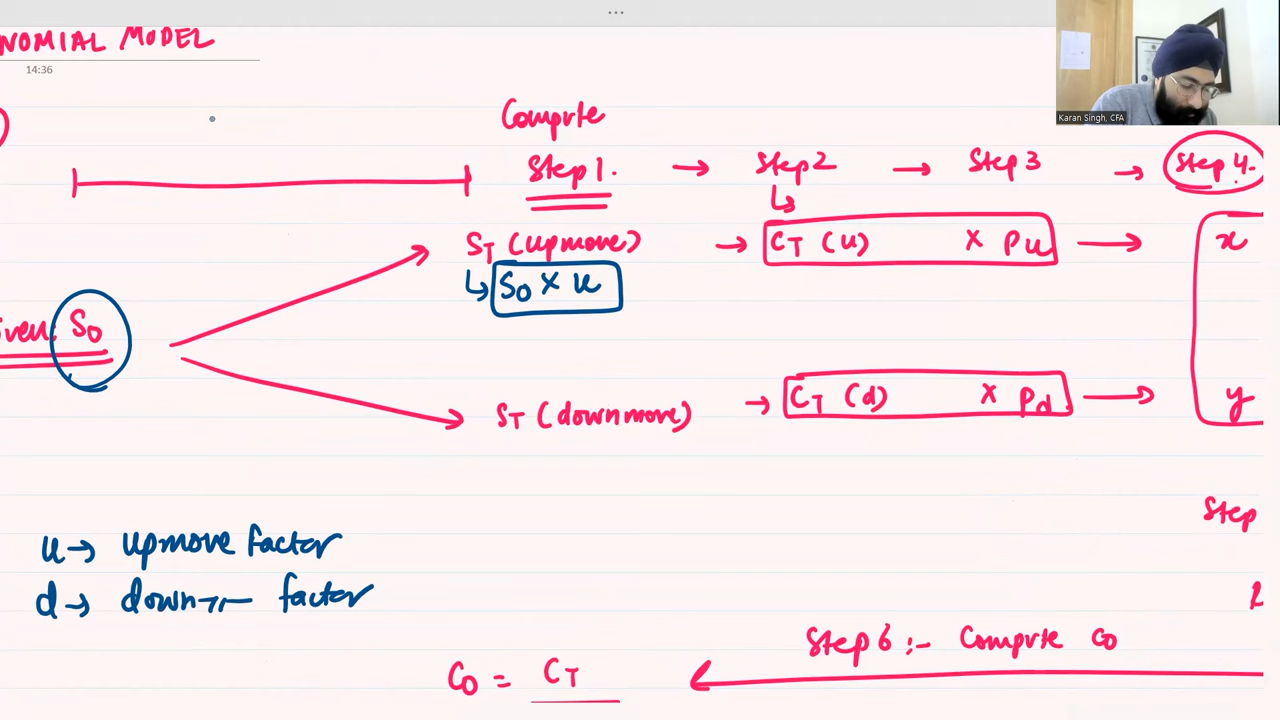 NOMIAL MODEL
14:36
Karan Singh, CFA
Compute
Step 1. → Step 2 → Step 3 → Step 4.
ST (upmove) → CT (u) × Pu → x
↳ S0 × u
iven: S0
ST (downmove) → CT (d) × Pd → y
Step
u → upmove factor
d → down factor
Step 6 :- Compute C0
C0 = CT